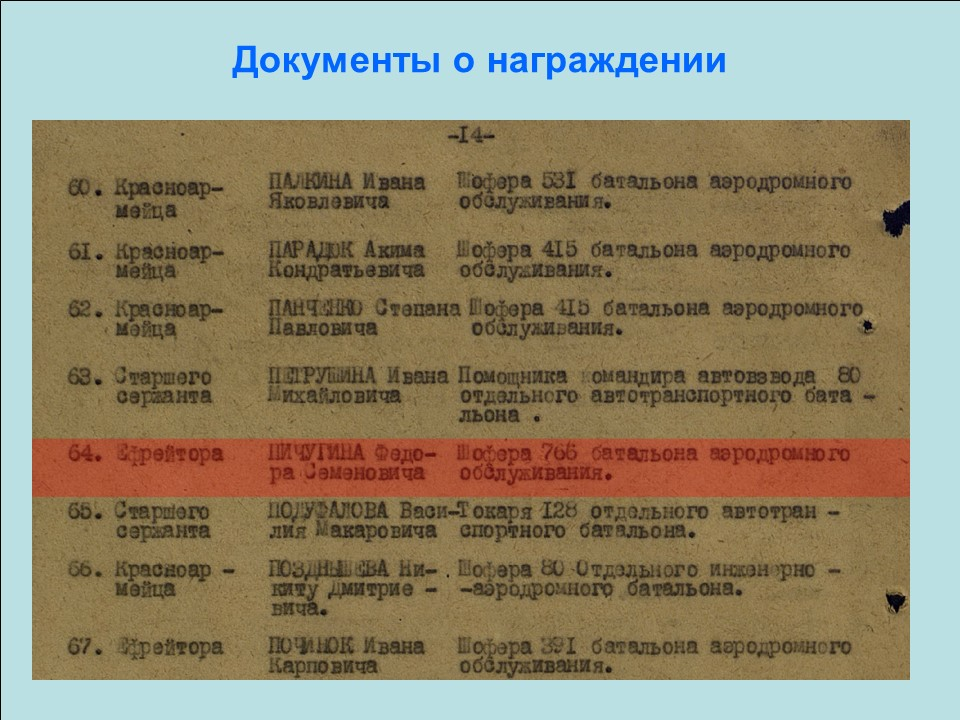 Документы о награждении
-14-
60. Красноар- ПАЛКИНА Ивана Шофера 531 батальона аэродромного
мейца Яковлевича обслуживания.
61. Красноар- ПАРАДОК Акима Шофера 415 батальона аэродромного
мейца Кондратьевича обслуживания.
62. Красноар- ПАНЧЕНКО Степана Шофера 415 батальона аэродромного
мейца Павловича обслуживания.
63. Старшего ПЕТРУШИНА Ивана Помощника командира автовзвода 80
сержанта Михайловича отдельного автотранспортного бата -
льона .
64. Ефрейтора ПИЧУГИНА Федо- Шофера 766 батальона аэродромного
ра Семеновича обслуживания.
65. Старшего ПОДУФАЛОВА Васи- Токаря 128 отдельного автотран -
сержанта лия Макаровича спортного батальона.
66. Красноар - ПОЗДНЫШЕВА Ни- Шофера 80 Отдельного инженерно -
мейца киту Дмитрие - -аэродромного батальона.
вича.
67. Ефрейтора ПОЧИНОК Ивана Шофера 391 батальона аэродромного
Карповича обслуживания.